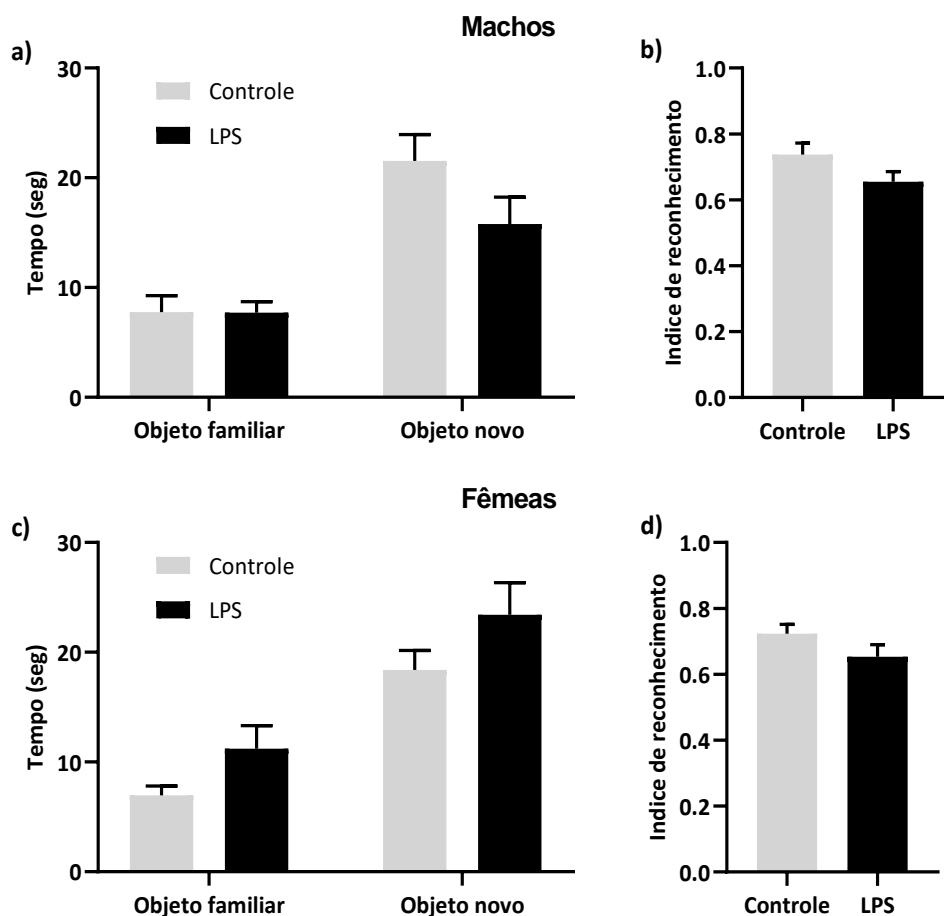 Machos
a)
30
20
10
0
Tempo (seg)
Controle
LPS
Objeto familiar
Objeto novo
b)
1.0
0.8
0.6
0.4
0.2
0.0
Indice de reconhecimento
Controle
LPS
Fêmeas
c)
30
20
10
0
Tempo (seg)
Controle
LPS
Objeto familiar
Objeto novo
d)
1.0
0.8
0.6
0.4
0.2
0.0
Indice de reconhecimento
Controle
LPS